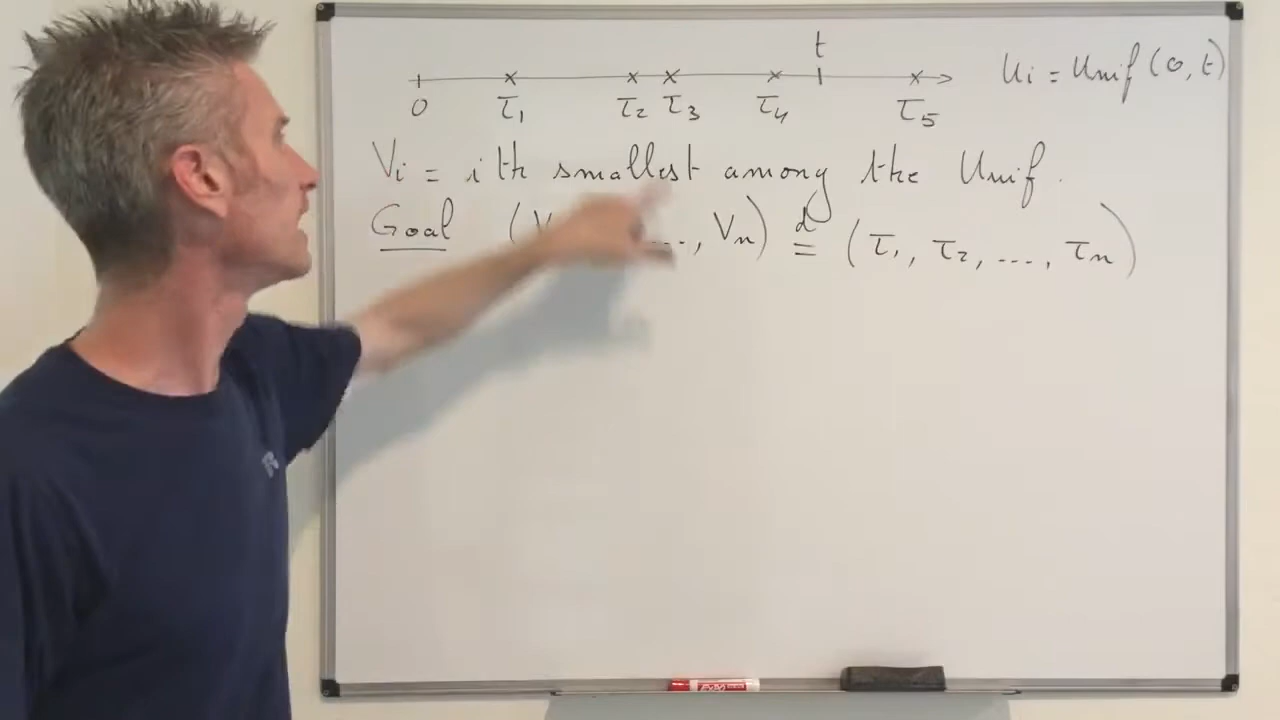 t
0 τ₁ τ₂ τ₃ τ₄ τ₅
Uᵢ = Unif (0, t)
Vᵢ = i th smallest among the Unif.
Goal (V ..., Vₙ) d= (τ₁, τ₂, ..., τₙ)